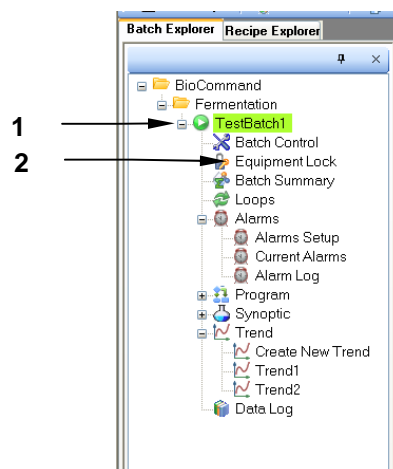 Batch Explorer Recipe Explorer
BioCommand
Fermentation
1 TestBatch1
Batch Control
2 Equipment Lock
Batch Summary
Loops
Alarms
Alarms Setup
Current Alarms
Alarm Log
Program
Synoptic
Trend
Create New Trend
Trend1
Trend2
Data Log